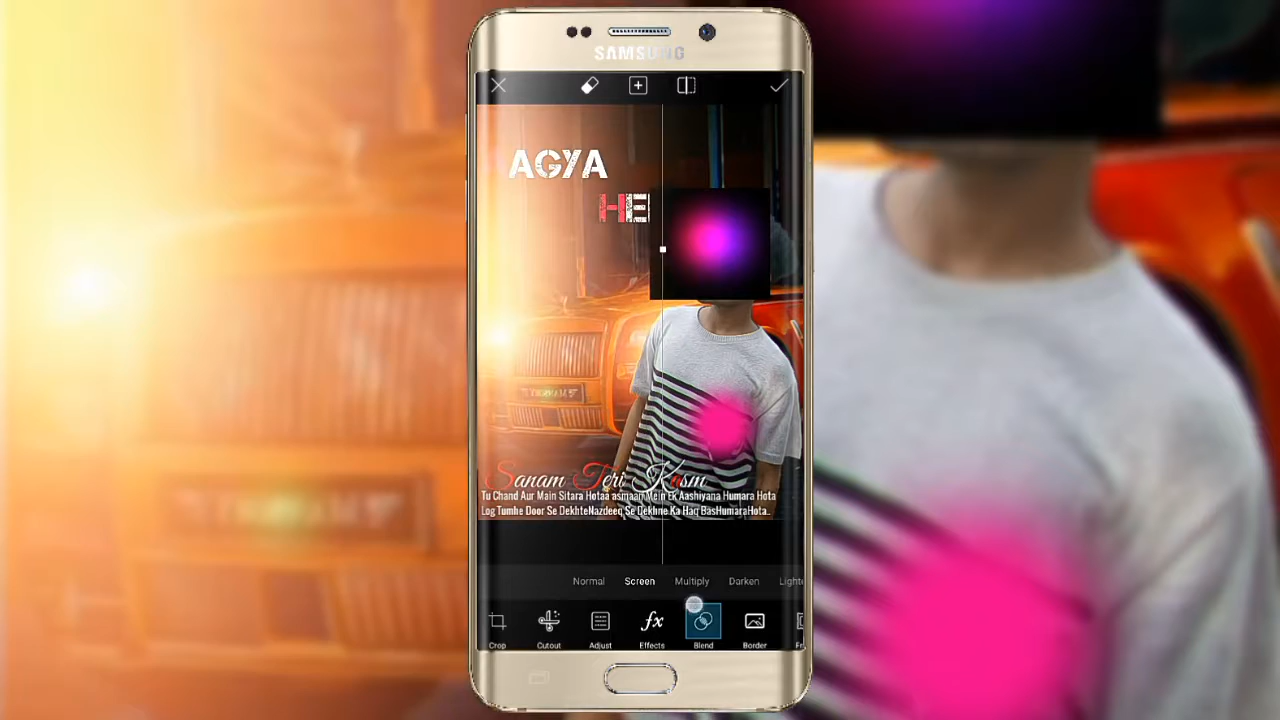 SAMSUNG
AGYA
HE
Sanam Teri Kasm
Tu Chand Aur Main Sitara Hotaa asmaan Mein Ek Aashiyana Humara Hota
Log Tumhe Door Se DekhteNazdeeq Se Dekhne Ka Haq BasHumaraHota..
Normal Screen Multiply Darken Lighte
Crop Cutout Adjust Effects Blend Border Fr